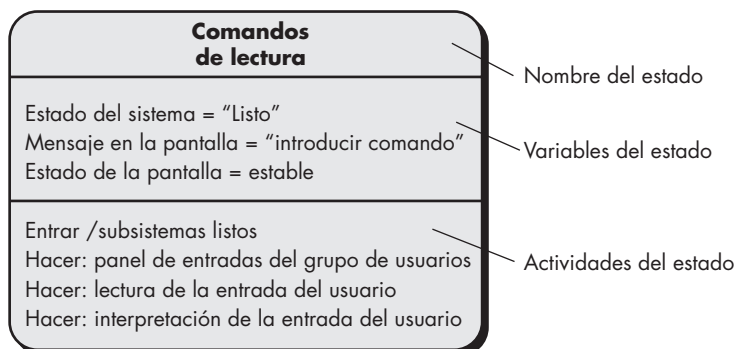 Comandos
de lectura
Nombre del estado
Estado del sistema = “Listo”
Mensaje en la pantalla = “introducir comando”
Estado de la pantalla = estable
Variables del estado
Entrar /subsistemas listos
Hacer: panel de entradas del grupo de usuarios
Hacer: lectura de la entrada del usuario
Hacer: interpretación de la entrada del usuario
Actividades del estado